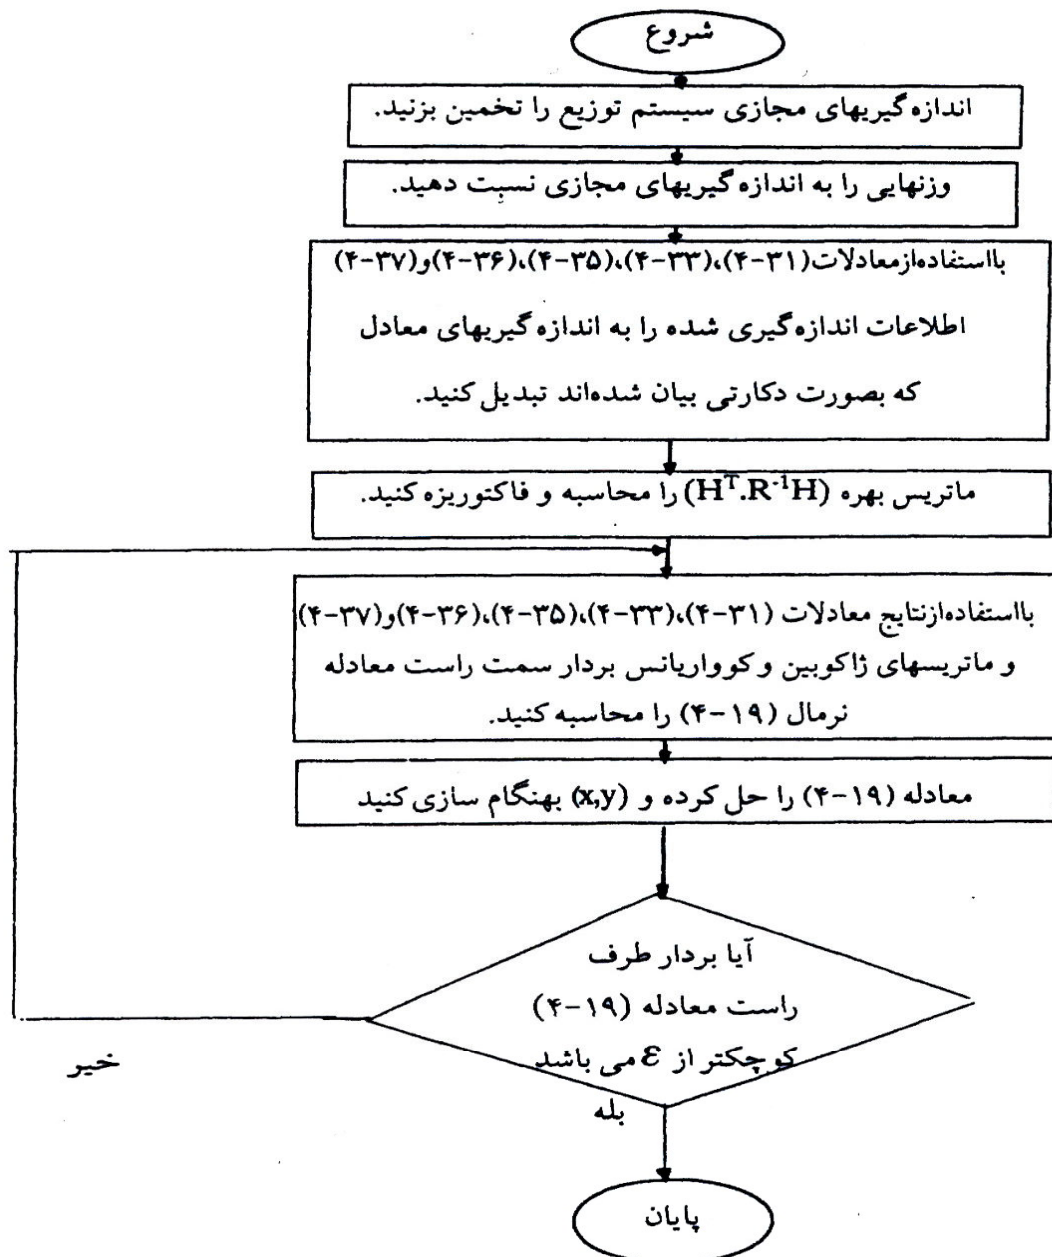 شروع
اندازه گیریهای مجازی سیستم توزیع را تخمین بزنید.
وزنهایی را به اندازه گیریهای مجازی نسبت دهید.
بااستفاده‌ازمعادلات(۳۱-۴)،(۳۳-۴)،(۳۵-۴)،(۳۶-۴)و(۳۷-۴)
اطلاعات اندازه‌گیری شده را به اندازه گیریهای معادل
که بصورت دکارتی بیان شده‌اند تبدیل کنید.
ماتریس بهره (H^T.R^-1H) را محاسبه و فاکتوریزه کنید.
بااستفاده‌ازنتایج معادلات (۳۱-۴)،(۳۳-۴)،(۳۵-۴)،(۳۶-۴)و(۳۷-۴)
و ماتریسهای ژاکوبین و کوواریانس بردار سمت راست معادله
نرمال (۱۹-۴) را محاسبه کنید.
معادله (۱۹-۴) را حل کرده و (x,y) بهنگام سازی کنید
آیا بردار طرف
راست معادله (۱۹-۴)
کوچکتر از ε می باشد
خیر
بله
پایان